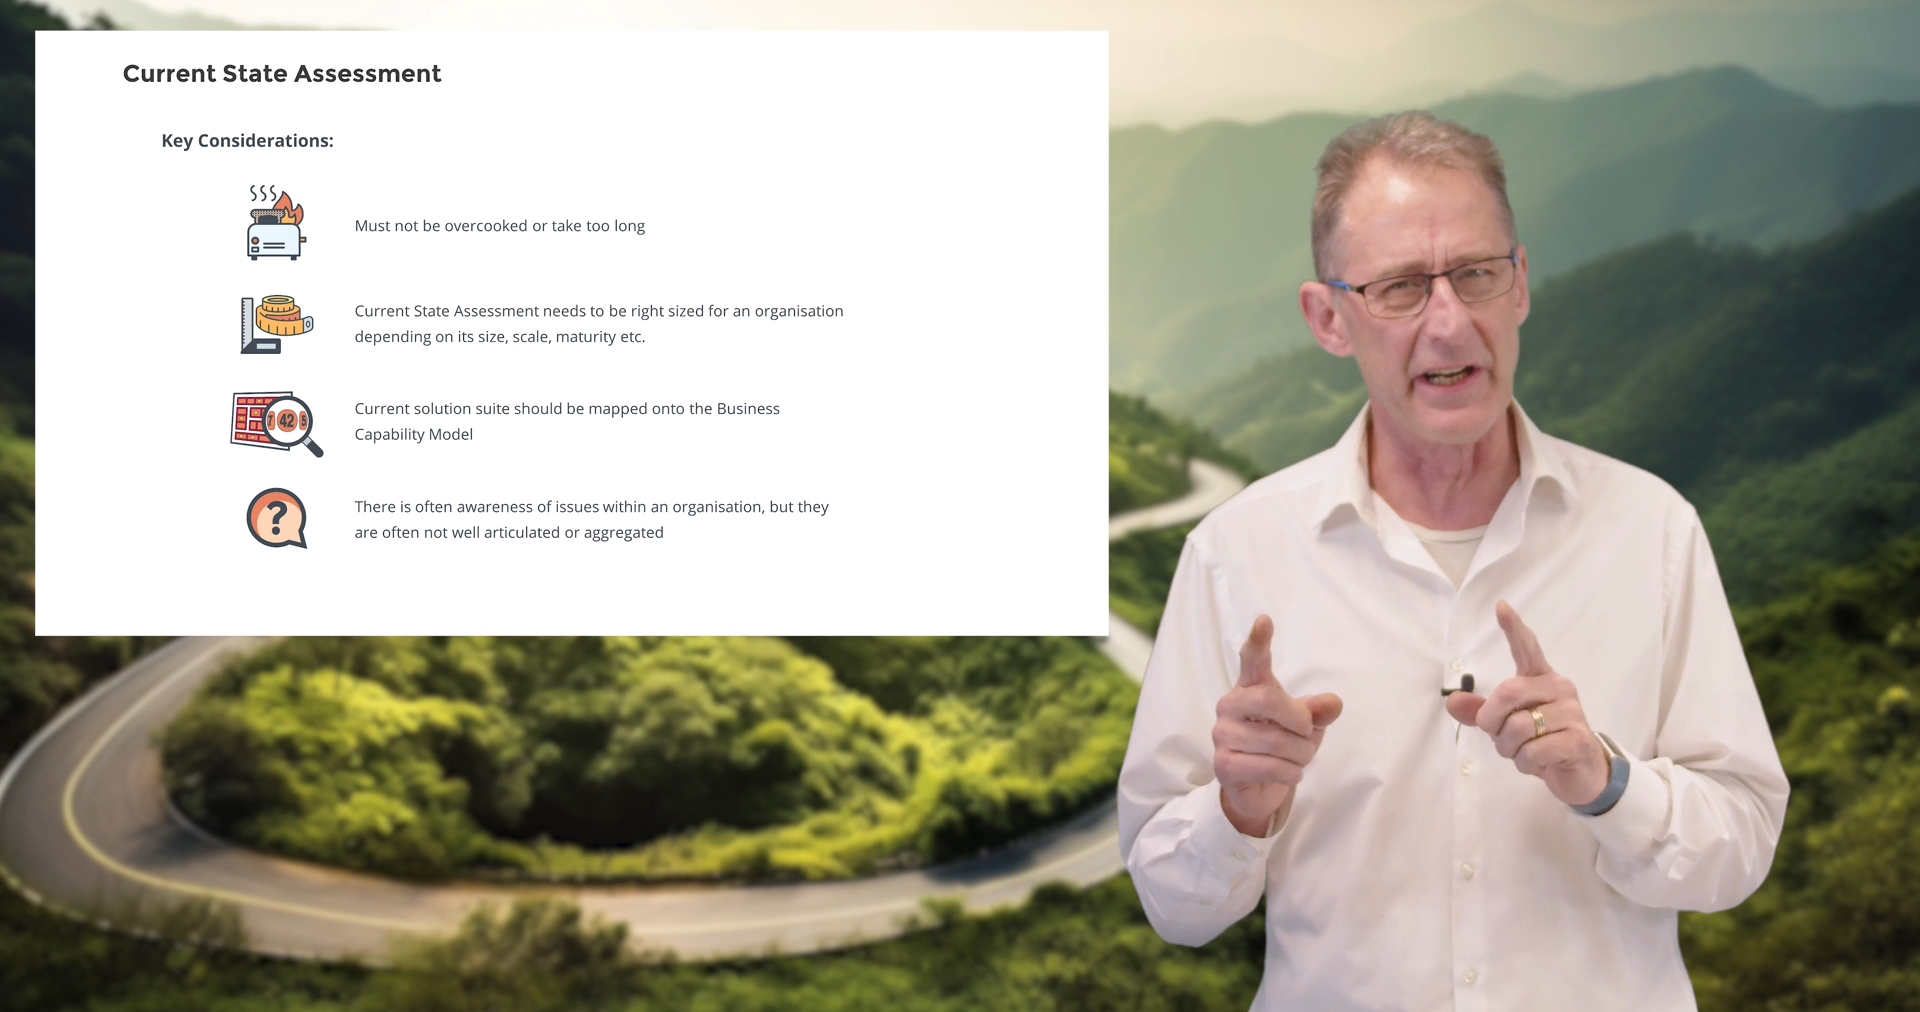 Current State Assessment
Key Considerations:
Must not be overcooked or take too long
Current State Assessment needs to be right sized for an organisation
depending on its size, scale, maturity etc.
7 42 5
Current solution suite should be mapped onto the Business
Capability Model
?
There is often awareness of issues within an organisation, but they
are often not well articulated or aggregated